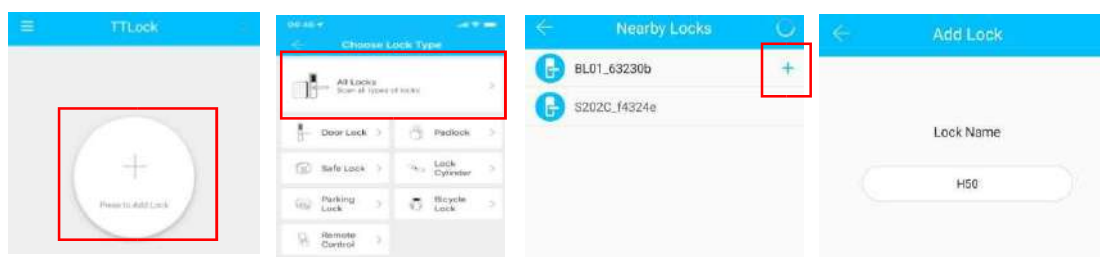 TTLock
Press to Add Lock
Choose Lock Type
All Locks
Scan all types of locks
Door Lock
Padlock
Safe Lock
Lock
Cylinder
Parking
Lock
Bicycle
Lock
Remote
Control
Nearby Locks
BL01_63230b
S202C_f4324e
Add Lock
Lock Name
H50